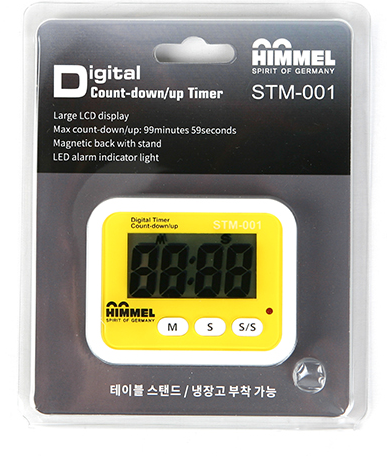 HIMMEL
SPIRIT OF GERMANY
Digital
Count-down/up Timer
STM-001
Large LCD display
Max count-down/up: 99minutes 59seconds
Magnetic back with stand
LED alarm indicator light
Digital Timer
Count-down/up
STM-001
M S
88:88
HIMMEL
SPIRIT OF GERMANY
M S S/S
테이블 스탠드 / 냉장고 부착 가능